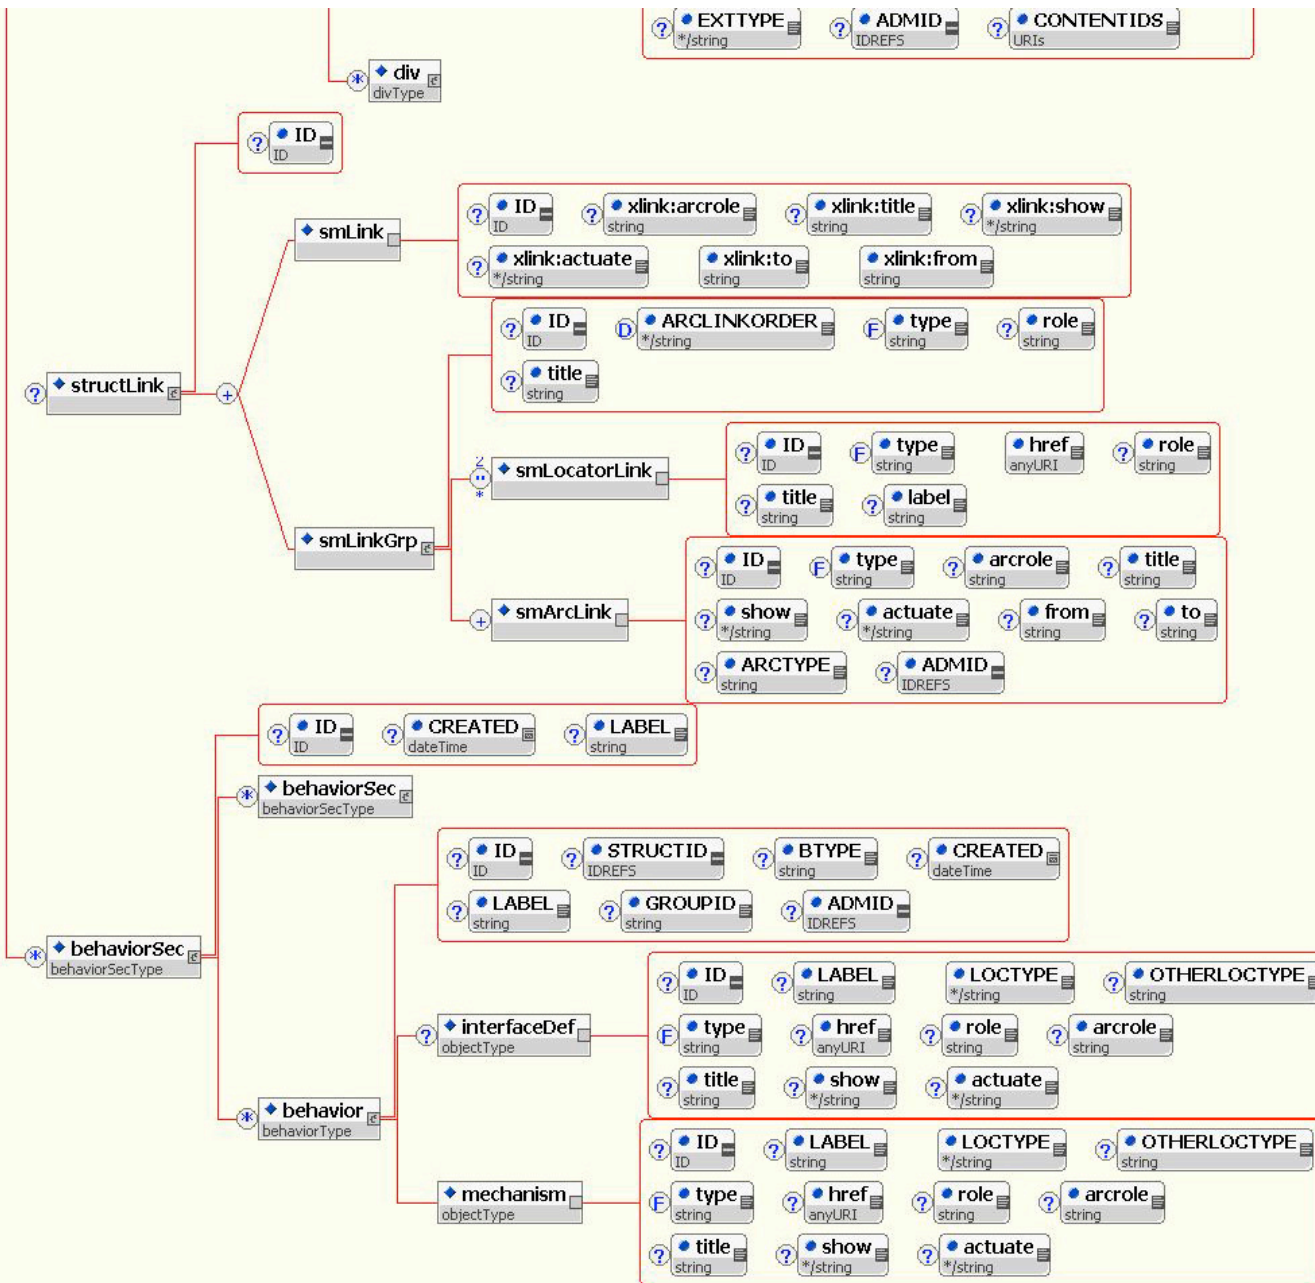 ? EXTTYPE ? ADMID ? CONTENTIDS
*/string IDREFS URIs
* div
divType
? ID
ID
? ID ? xlink:arcrole ? xlink:title ? xlink:show
ID string string */string
smLink
? xlink:actuate xlink:to xlink:from
*/string string string
? ID D ARCLINKORDER F type ? role
ID */string string string
? title
string
? structLink +
? ID F type href ? role
ID string anyURI string
2 .. * smLocatorLink
? title ? label
string string
smLinkGrp
? ID F type ? arcrole ? title
ID string string string
+ smArcLink
? show ? actuate ? from ? to
*/string */string string string
? ARCTYPE ? ADMID
string IDREFS
? ID ? CREATED ? LABEL
ID dateTime string
* behaviorSec
behaviorSecType
? ID ? STRUCTID ? BTYPE ? CREATED
ID IDREFS string dateTime
? LABEL ? GROUPID ? ADMID
string string IDREFS
* behaviorSec
behaviorSecType
? ID ? LABEL LOCTYPE ? OTHERLOCTYPE
ID string */string string
? interfaceDef
objectType
F type ? href ? role ? arcrole
string anyURI string string
? title ? show ? actuate
string */string */string
* behavior
behaviorType
? ID ? LABEL LOCTYPE ? OTHERLOCTYPE
ID string */string string
mechanism
objectType
F type ? href ? role ? arcrole
string anyURI string string
? title ? show ? actuate
string */string */string